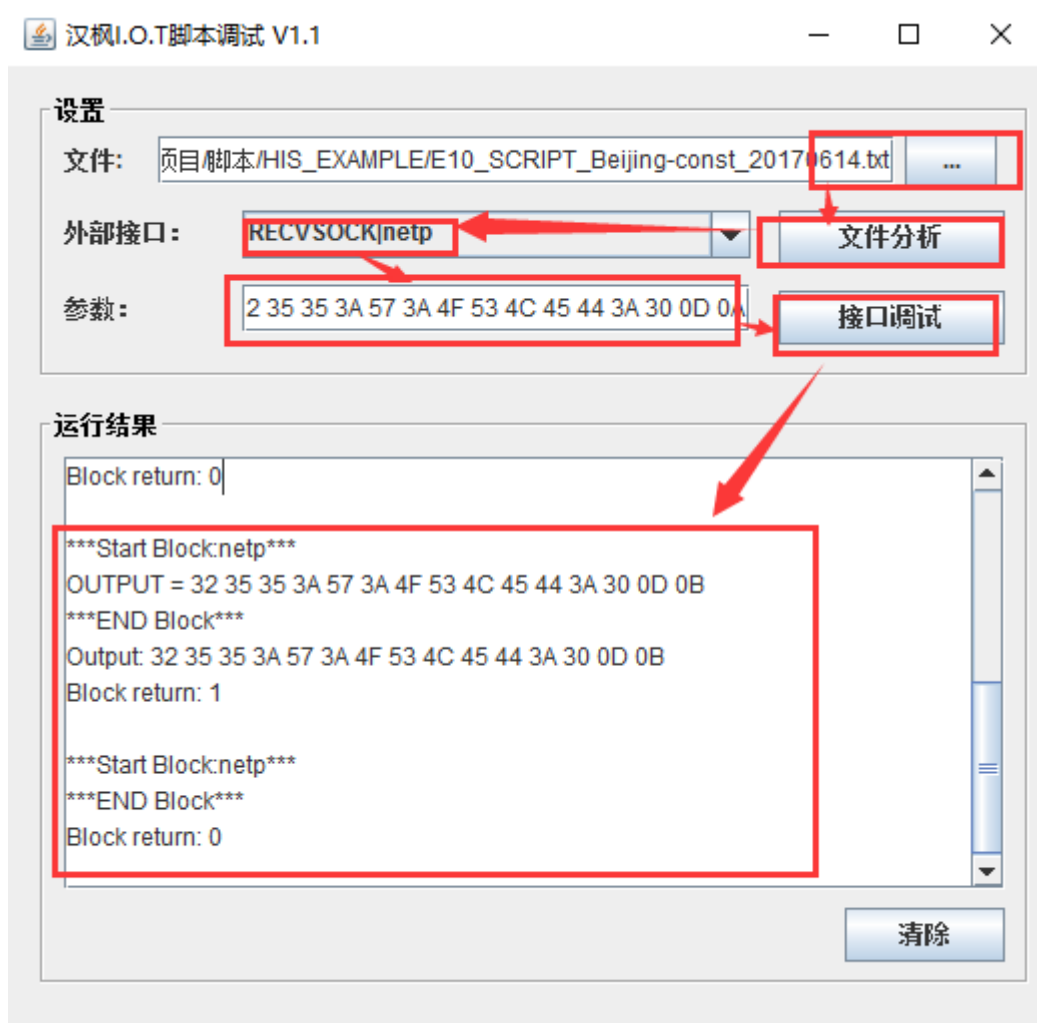 汉枫I.O.T脚本调试 V1.1
设置
文件: 页目/脚本/HIS_EXAMPLE/E10_SCRIPT_Beijing-const_20170614.txt ...
外部接口: RECVSOCK|netp 文件分析
参数: 2 35 35 3A 57 3A 4F 53 4C 45 44 3A 30 0D 0A 接口调试
运行结果
Block return: 0
***Start Block:netp***
OUTPUT = 32 35 35 3A 57 3A 4F 53 4C 45 44 3A 30 0D 0B
***END Block***
Output: 32 35 35 3A 57 3A 4F 53 4C 45 44 3A 30 0D 0B
Block return: 1
***Start Block:netp***
***END Block***
Block return: 0
清除